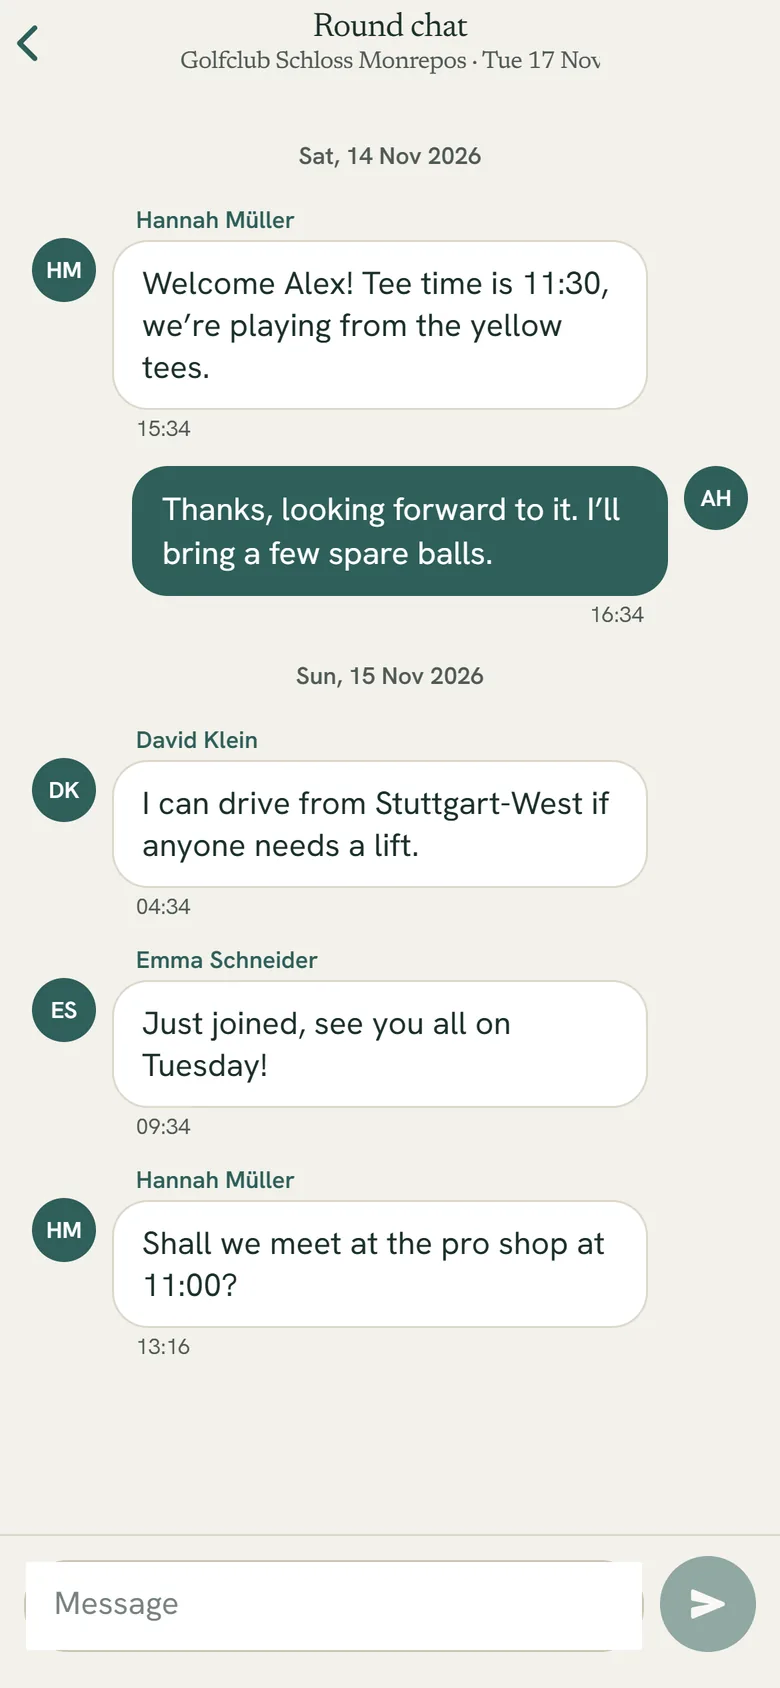 Round chat
Golfclub Schloss Monrepos · Tue 17 Nov
Sat, 14 Nov 2026
Hannah Müller
HM
Welcome Alex! Tee time is 11:30,
we’re playing from the yellow
tees.
15:34
Thanks, looking forward to it. I’ll
bring a few spare balls.
AH
16:34
Sun, 15 Nov 2026
David Klein
DK
I can drive from Stuttgart-West if
anyone needs a lift.
04:34
Emma Schneider
ES
Just joined, see you all on
Tuesday!
09:34
Hannah Müller
HM
Shall we meet at the pro shop at
11:00?
13:16
Message